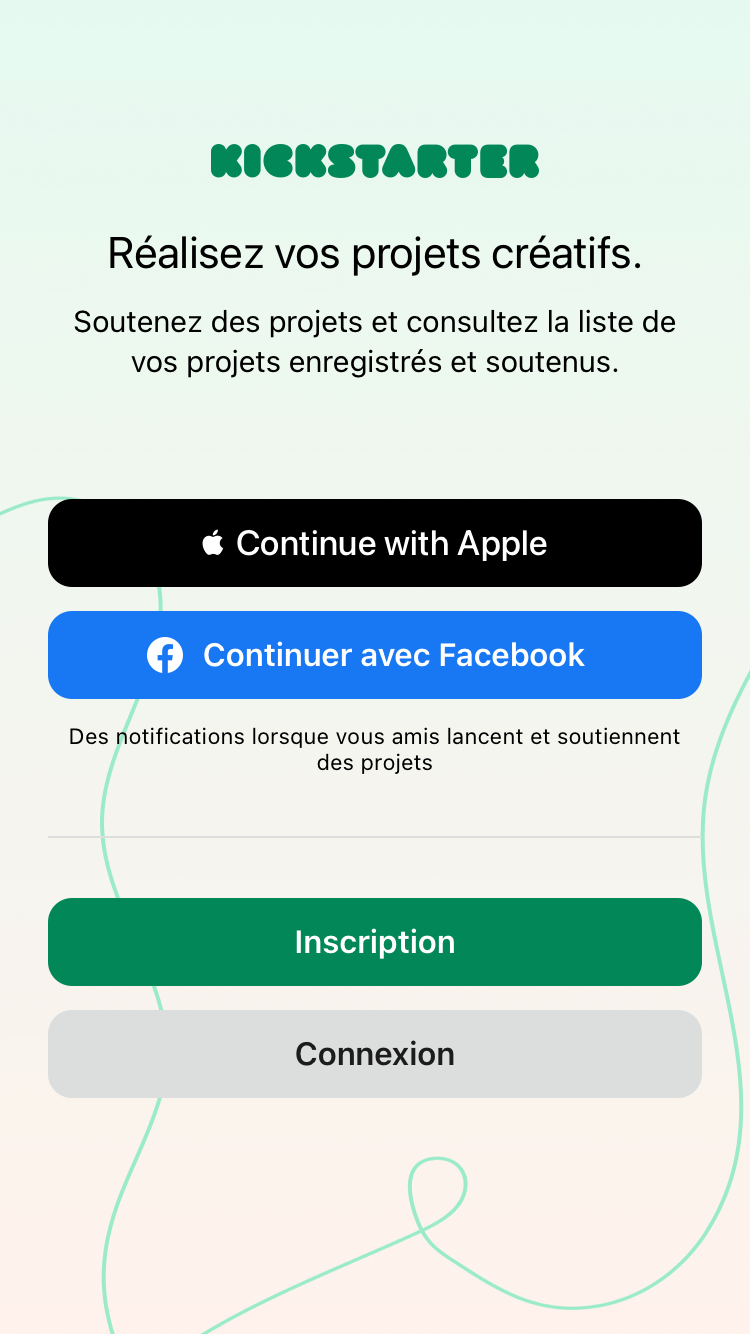 KICKSTARTER
Réalisez vos projets créatifs.
Soutenez des projets et consultez la liste de
vos projets enregistrés et soutenus.
Continue with Apple
Continuer avec Facebook
Des notifications lorsque vous amis lancent et soutiennent
des projets
Inscription
Connexion